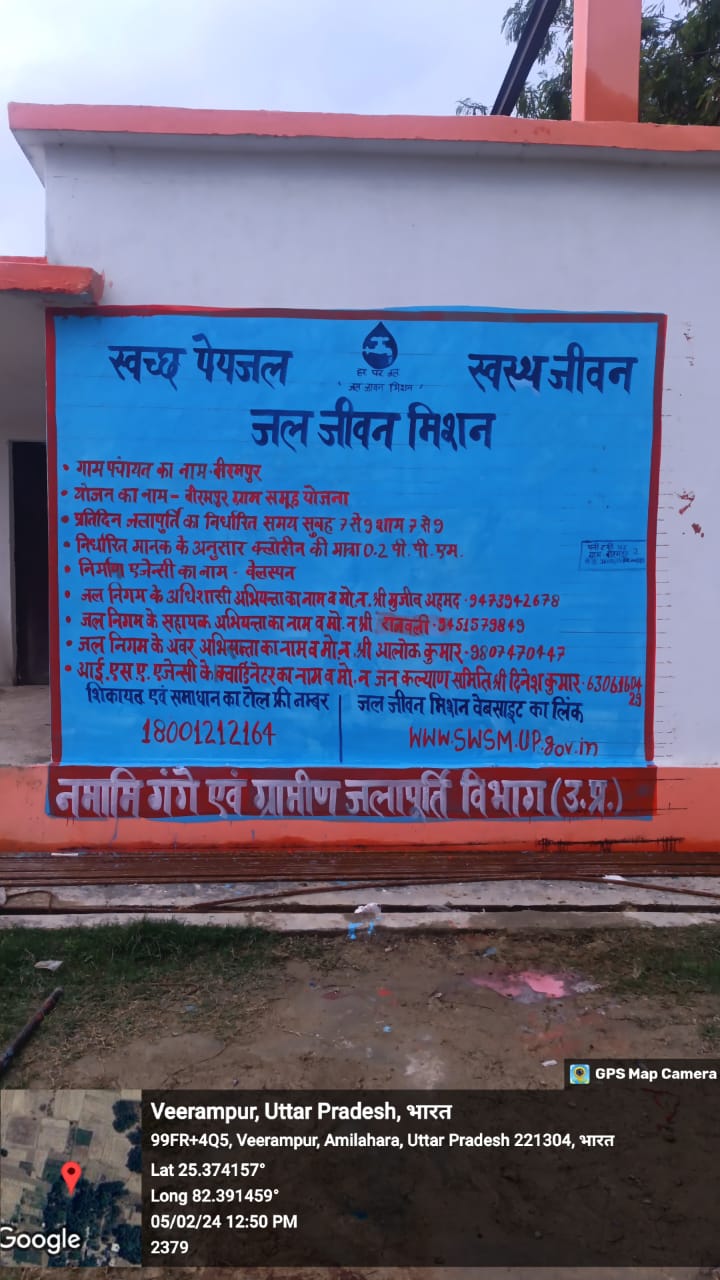 स्वच्छ पेयजल
हर घर जल
जल जीवन मिशन
स्वस्थ जीवन
जल जीवन मिशन
• गाम पंचायत का नाम - बीरमपुर
• योजन का नाम - बीरमपुर ग्राम समूह योजना
• प्रतिदिन जलापुर्ति का निर्धारित समय सुबह 7 से 9 शाम 7 से 9
• निर्धारित मानक के अनुसार क्लोरीन की मात्रा 0.2 पी. पी. एम.
• निर्माण एजेन्सी का नाम - वेलस्पन
• जल निगम के अधिशासी अभियन्ता का नाम व मो.न. श्री मुजीव अहमद - 9473942678
• जल निगम के सहायक अभियन्ता का नाम व मो. न श्री रामबली - 9451579849
• जल निगम के अवर अभियन्ता का नाम व मो.न. श्री आलोक कुमार - 9807470447
• आई. एस. ए. एजेन्सी के क्वार्डिनेटर का नाम व मो. न. जन कल्याण समिति श्री दिनेश कुमार - 6306160429
शिकायत एवं समाधान का टोल फ्री नम्बर
18001212164
जल जीवन मिशन वेबसाइट का लिंक
WWW.SWSM.UP.gov.in
नमामि गंगे एवं ग्रामीण जलापूर्ति विभाग (उ.प्र.)
GPS Map Camera
Veerampur, Uttar Pradesh, भारत
99FR+4Q5, Veerampur, Amilahara, Uttar Pradesh 221304, भारत
Lat 25.374157°
Long 82.391459°
05/02/24 12:50 PM
2379
Google